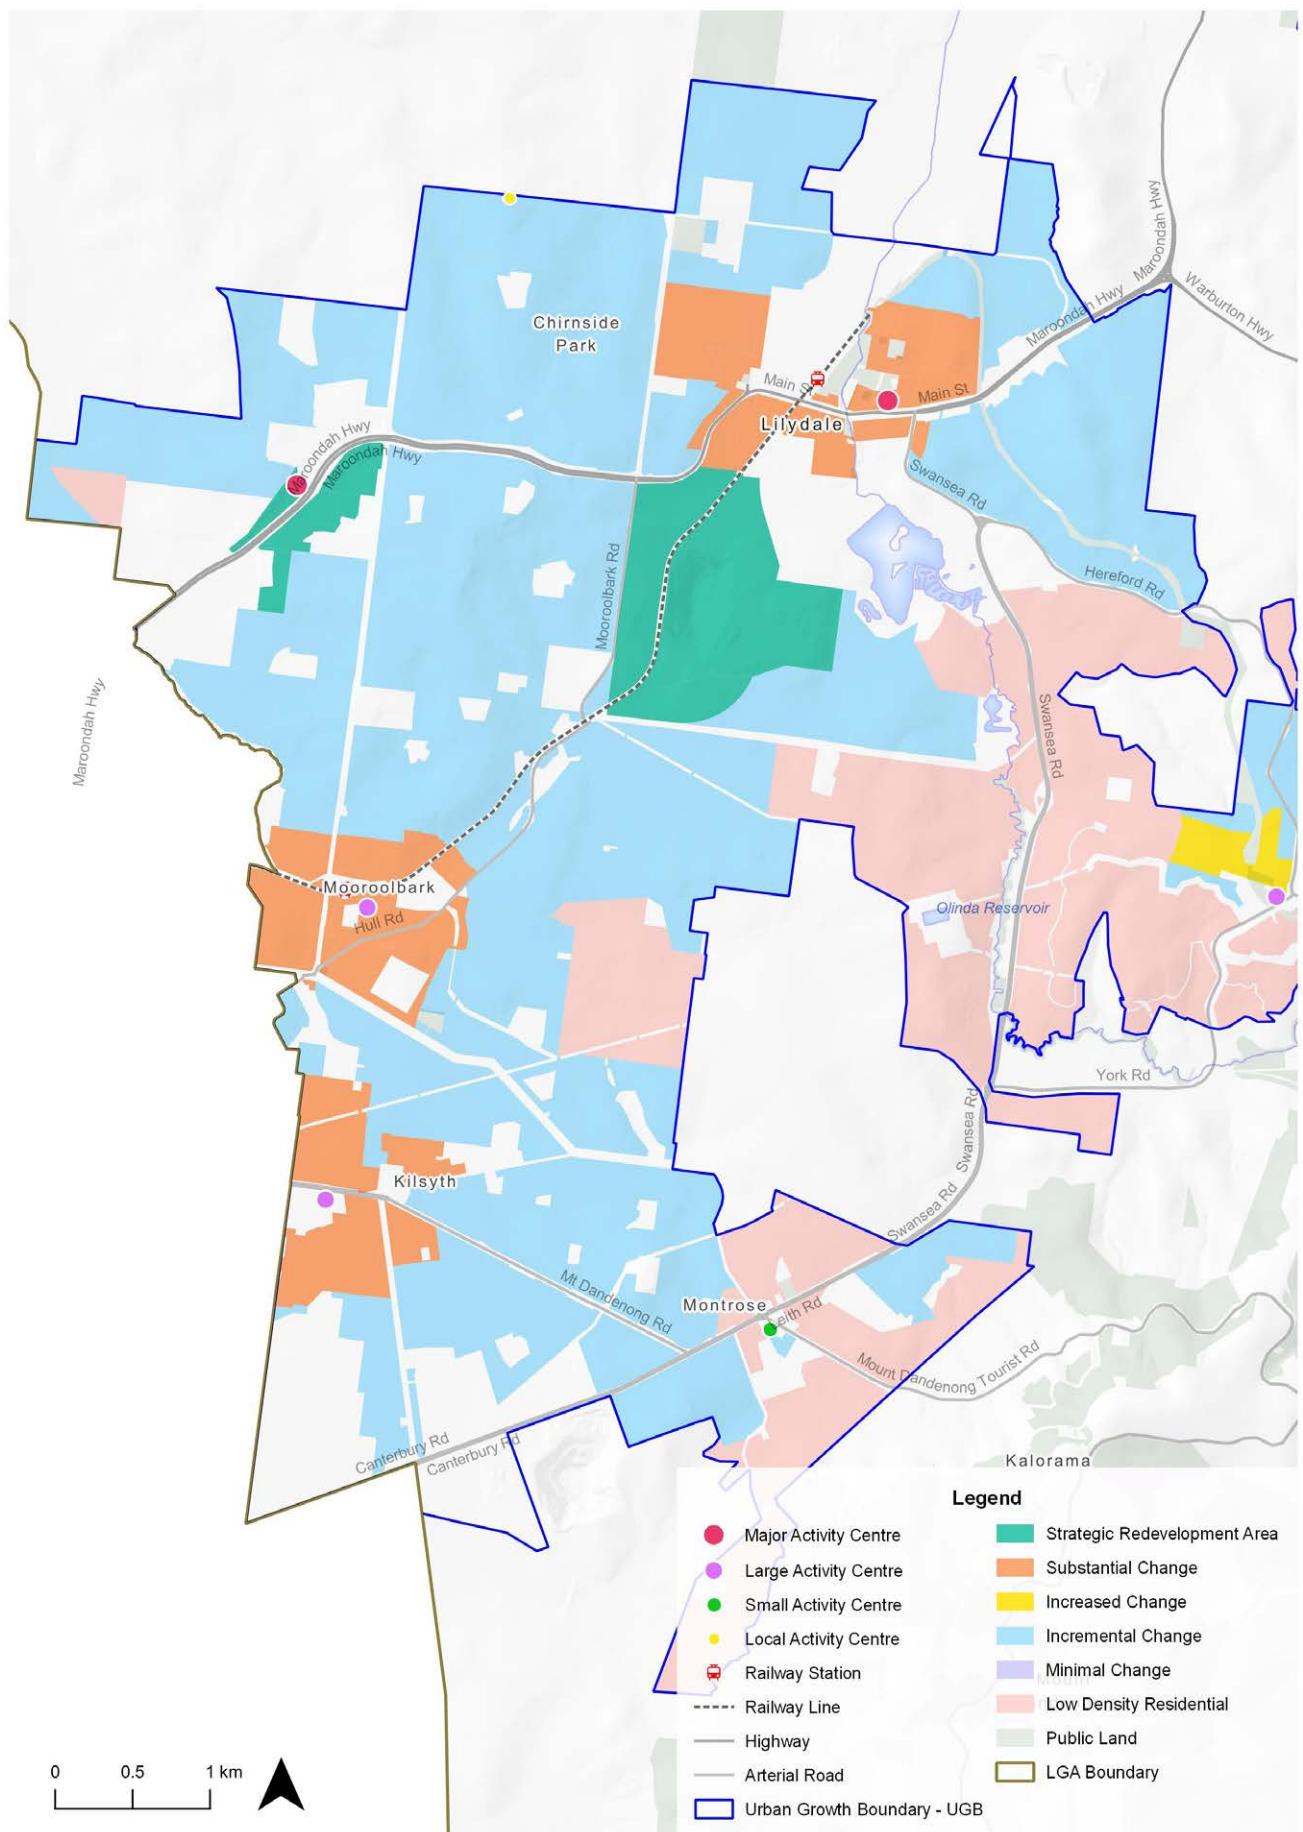 Maroondah Hwy
Warburton Hwy
Chirnside
Park
Maroondah Hwy
Main St
Main St
Lilydale
Maroondah Hwy
Maroondah Hwy
Swansea Rd
Hereford Rd
Mooroolbark Rd
Maroondah Hwy
Swansea Rd
Mooroolbark
Hull Rd
Olinda Reservoir
York Rd
Swansea Rd
Kilsyth
Swansea Rd
Mt Dandenong Rd
Montrose
Leith Rd
Mount Dandenong Tourist Rd
Canterbury Rd
Canterbury Rd
Kalorama
Legend
Major Activity Centre
Large Activity Centre
Small Activity Centre
Local Activity Centre
Railway Station
Railway Line
Highway
Arterial Road
Urban Growth Boundary - UGB
Strategic Redevelopment Area
Substantial Change
Increased Change
Incremental Change
Minimal Change
Low Density Residential
Public Land
LGA Boundary
0 0.5 1 km